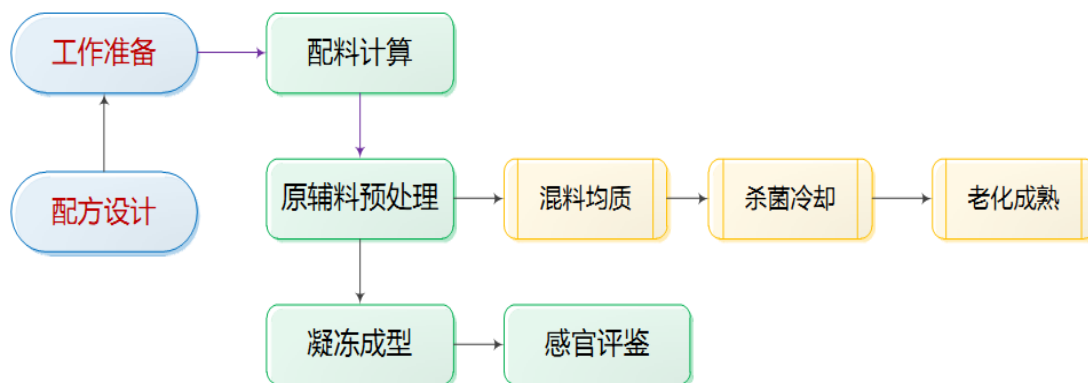 工作准备
配料计算
配方设计
原辅料预处理
混料均质
杀菌冷却
老化成熟
凝冻成型
感官评鉴